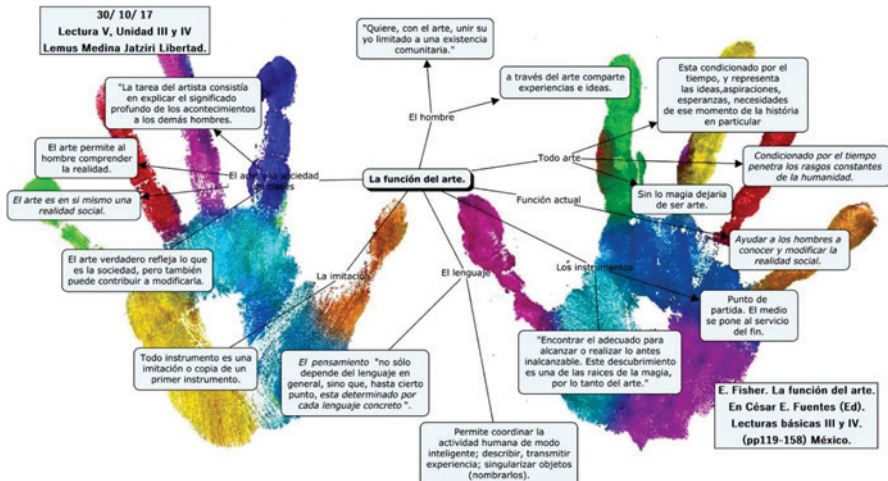 30/ 10/ 17
Lectura V, Unidad III y IV
Lemus Medina Jatziri Libertad.
"Quiere, con el arte, unir su
yo limitado a una existencia
comunitaria."
a través del arte comparte
experiencias e ideas.
El hombre
Esta condicionado por el
tiempo, y representa
las ideas,aspiraciones,
esperanzas, necesidades
de ese momento de la história
en particular
"La tarea del artista consistía
en explicar el significado
profundo de los acontecimientos
a los demás hombres.
El arte permite al
hombre comprender
la realidad.
El arte es en si mismo una
realidad social.
El arte y la sociedad
de clases
El arte verdadero refleja lo que
es la sociedad, pero también
puede contribuir a modificarla.
La función del arte.
Todo arte
Condicionado por el tiempo
penetra los rasgos constantes
de la humanidad.
Sin lo magia dejaria
de ser arte.
Función actual
Ayudar a los hombres a
conocer y modificar la
realidad social.
La imitación
El lenguaje
Los instrumentos
Punto de
partida. El medio
se pone al servicio
del fin.
Todo instrumento es una
imitación o copia de un
primer instrumento.
El pensamiento "no sólo
depende del lenguaje en
general, sino que, hasta cierto
punto, esta determinado por
cada lenguaje concreto ".
"Encontrar el adecuado para
alcanzar o realizar lo antes
inalcanzable. Este descubrimiento
es una de las raices de la magia,
por lo tanto del arte."
Permite coordinar la
actividad humana de modo
inteligente; describir, transmitir
experiencia; singularizar objetos
(nombrarlos).
E. Fisher. La función del arte.
En César E. Fuentes (Ed).
Lecturas básicas III y IV.
(pp119-158) México.